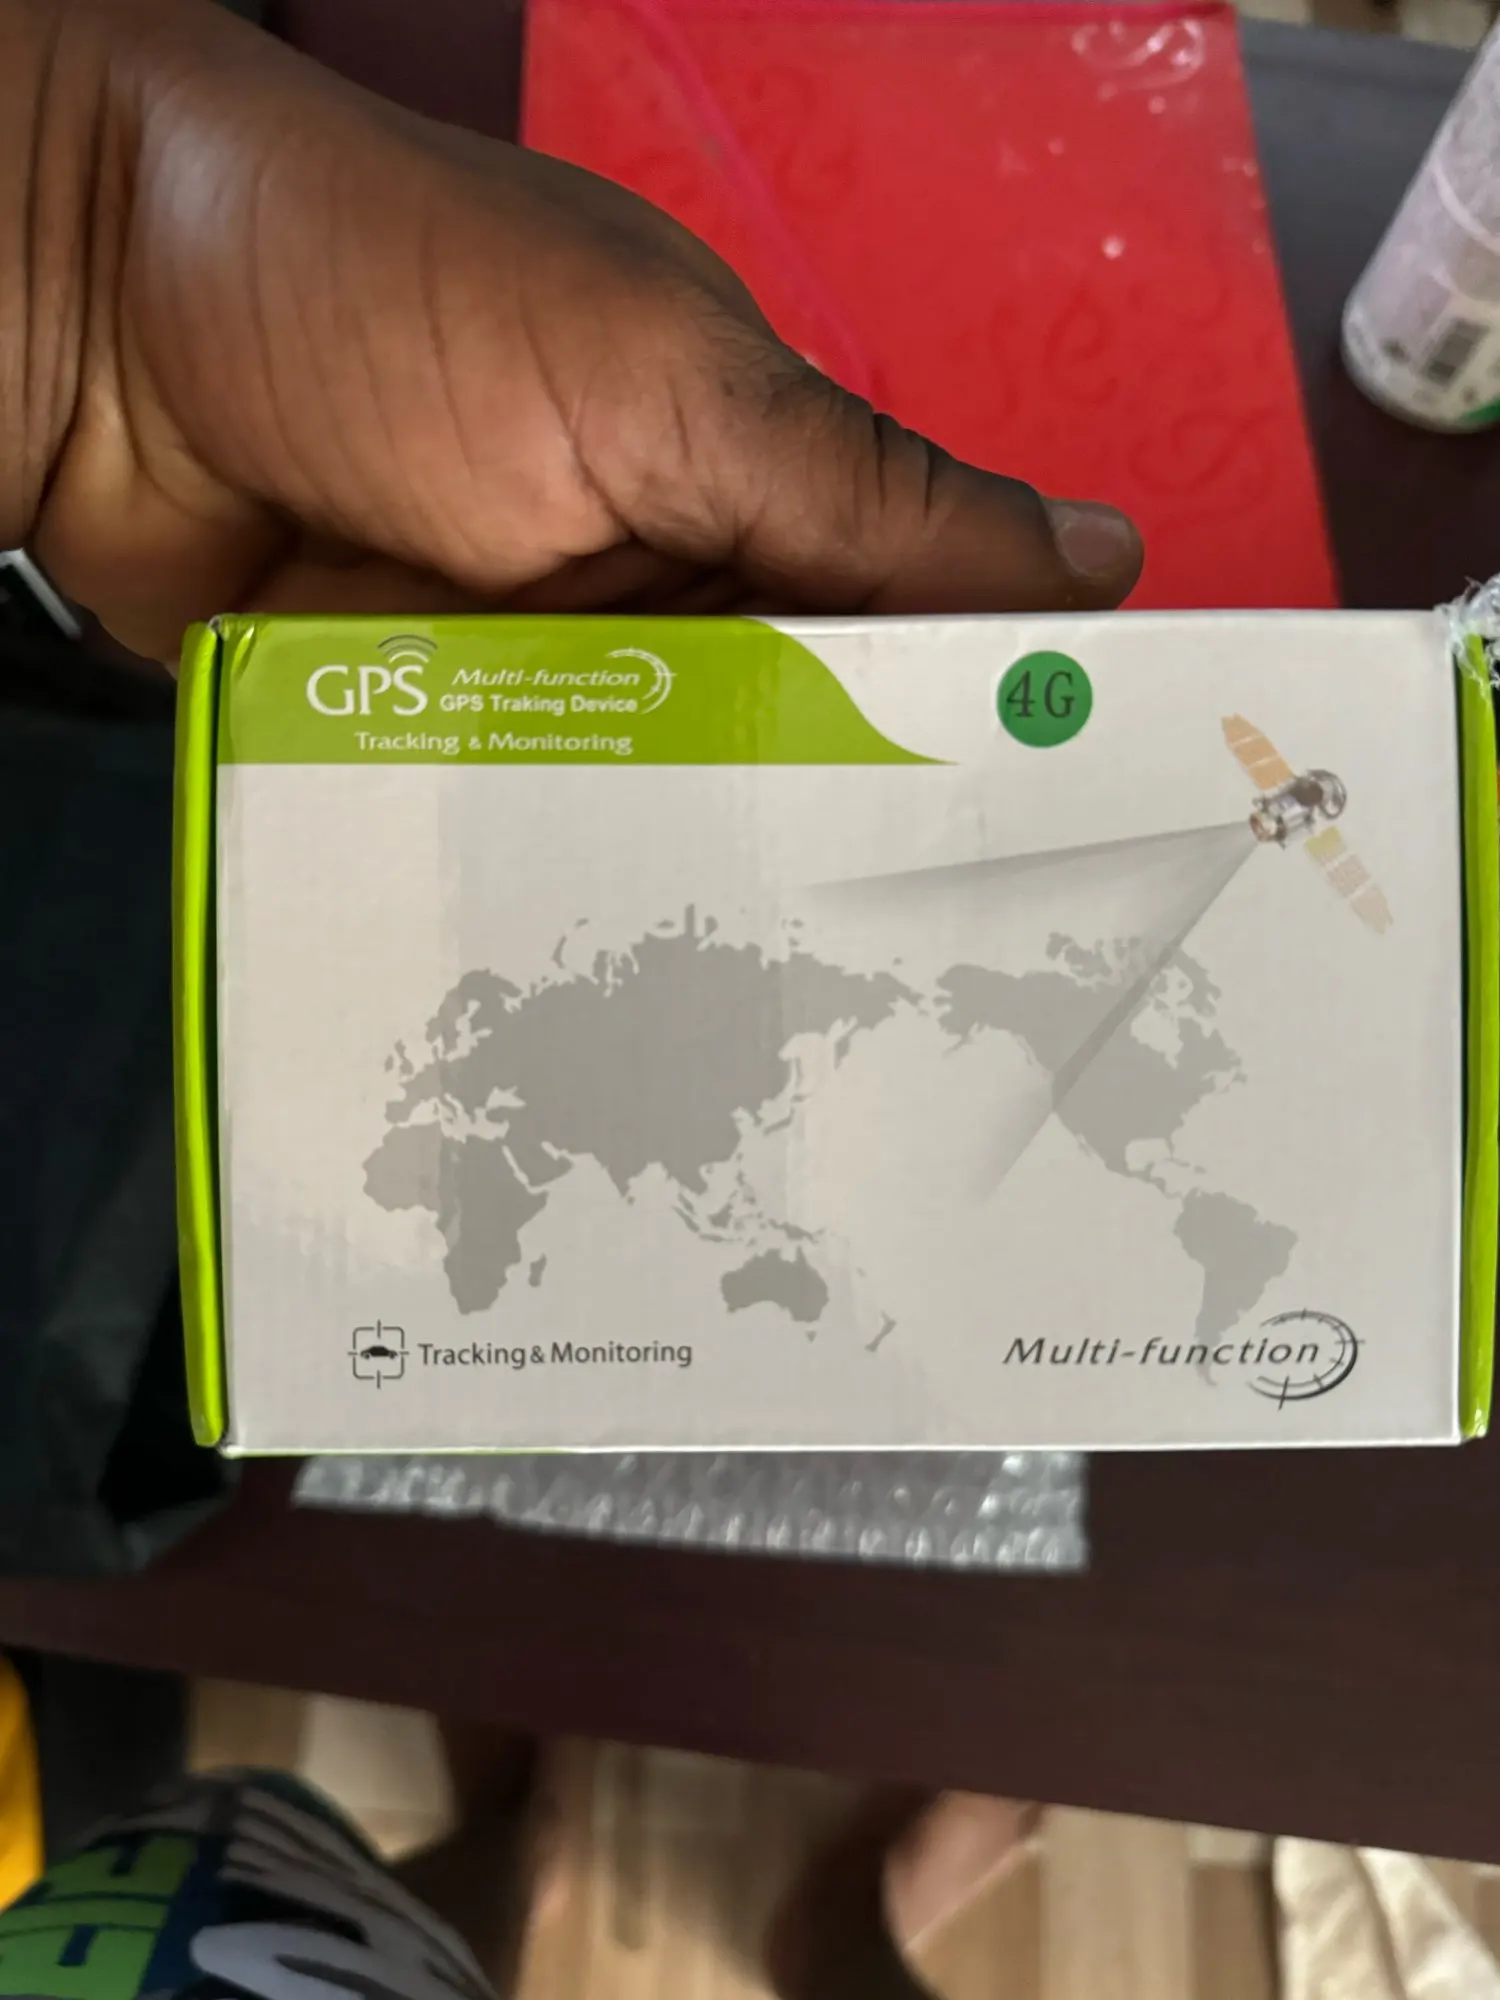 GPS
Multi-function
GPS Traking Device
Tracking & Monitoring
4G
Tracking & Monitoring
Multi-function